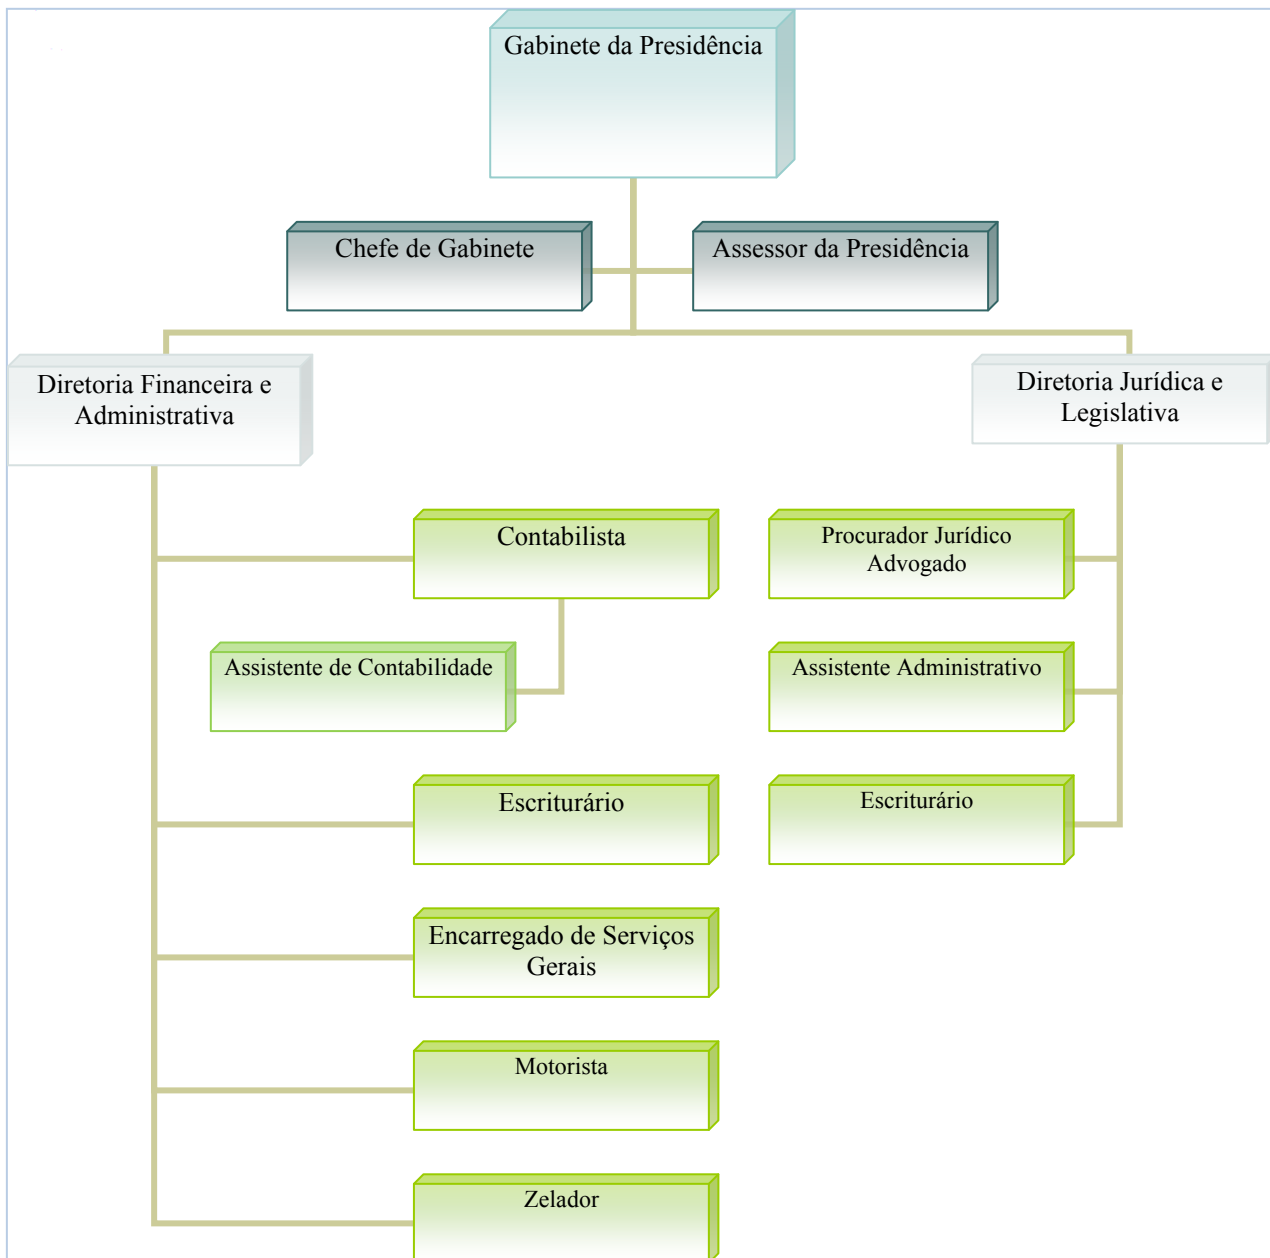 Gabinete da Presidência
Chefe de Gabinete
Assessor da Presidência
Diretoria Financeira e
Administrativa
Diretoria Jurídica e
Legislativa
Contabilista
Procurador Jurídico
Advogado
Assistente de Contabilidade
Assistente Administrativo
Escriturário
Escriturário
Encarregado de Serviços
Gerais
Motorista
Zelador